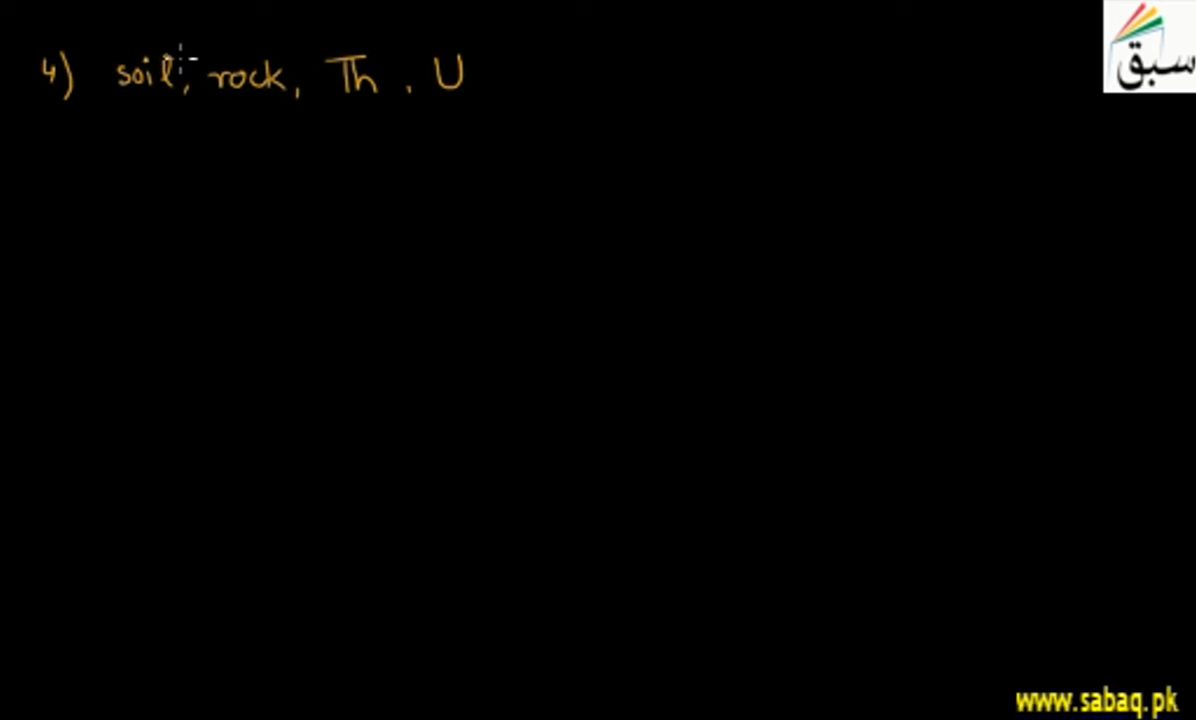 4) soil, rock, Th, U
سبق
www.sabaq.pk